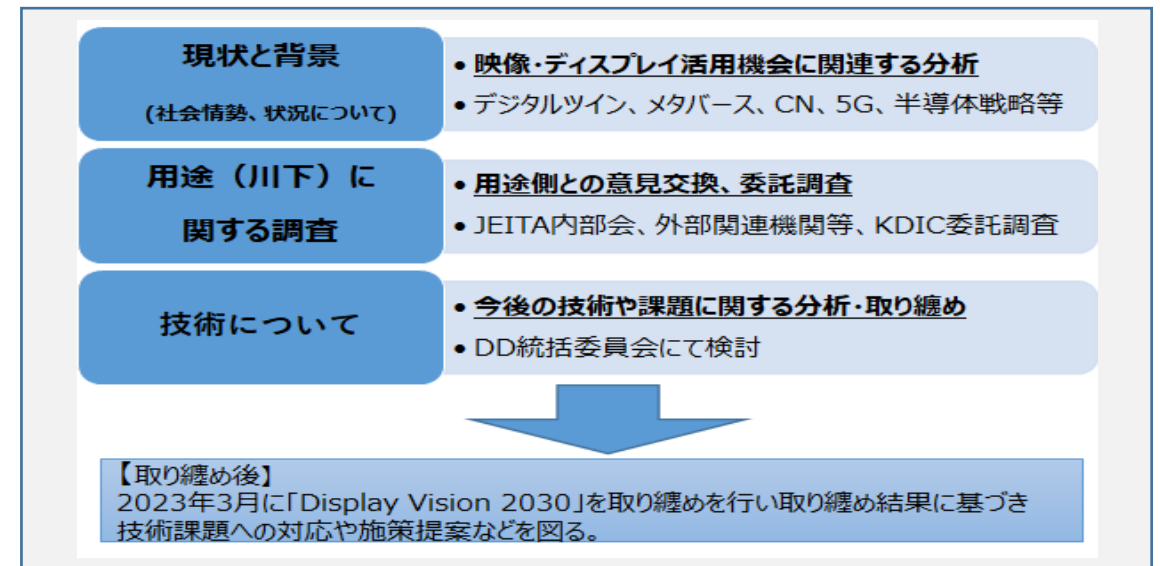 現状と背景
(社会情勢、状況について)
• 映像・ディスプレイ活用機会に関連する分析
• デジタルツイン、メタバース、CN、5G、半導体戦略等
用途（川下）に
関する調査
• 用途側との意見交換、委託調査
• JEITA内部会、外部関連機関等、KDIC委託調査
技術について
• 今後の技術や課題に関する分析・取り纏め
• DD統括委員会にて検討
【取り纏め後】
2023年3月に「Display Vision 2030」を取り纏めを行い取り纏め結果に基づき
技術課題への対応や施策提案などを図る。